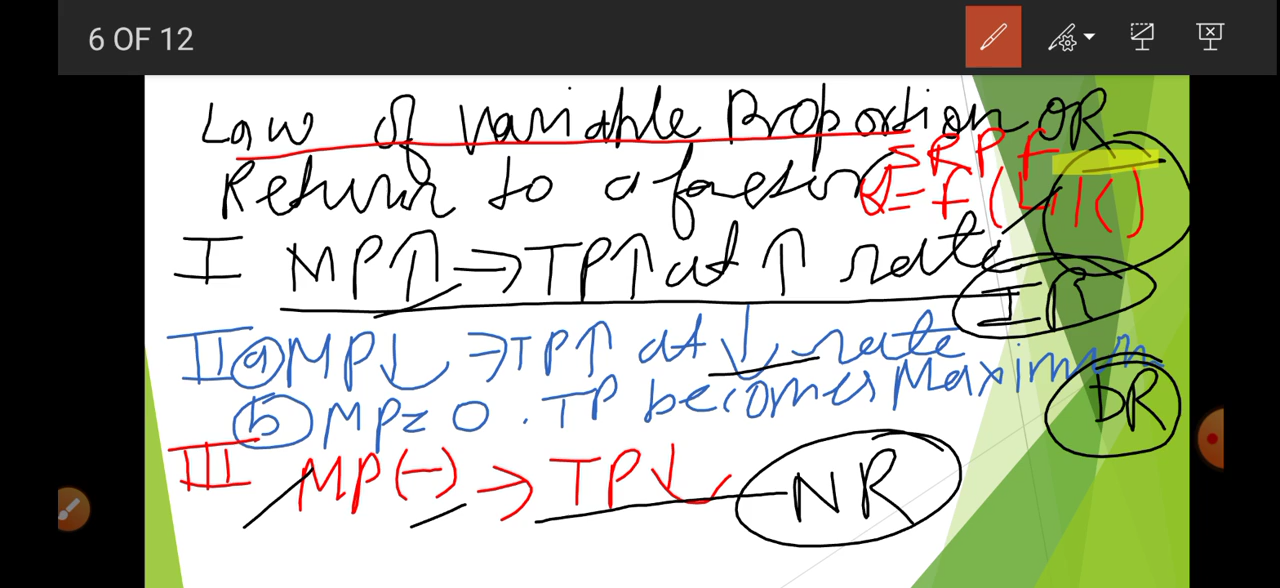 6 OF 12
Law of Variable Proportion OR
Return to a factor SRPf
Q = f(L, K)
I MP↑ → TP↑ at ↑ rate IR
II a) MP↓ → TP↑ at ↓ rate
b) MP = 0. TP becomes Maximum DR
III MP(-) → TP↓ NR